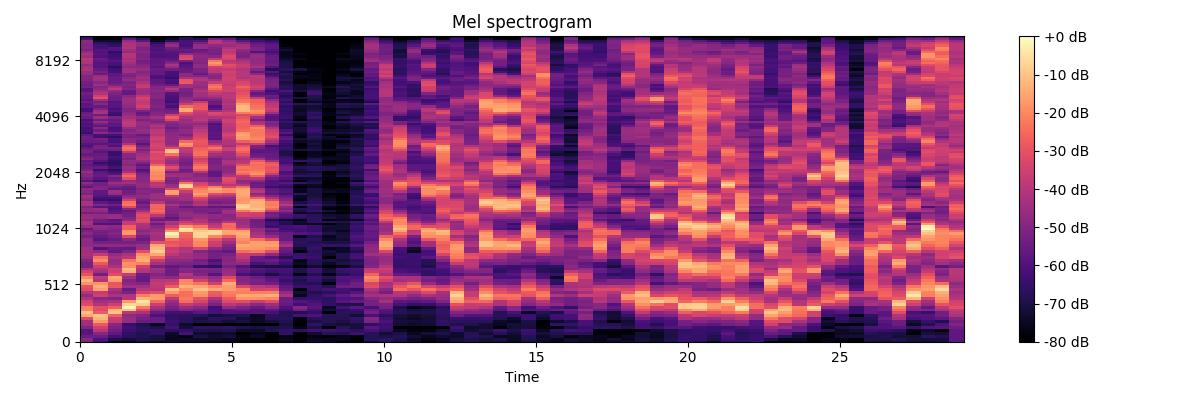 Mel spectrogram
8192
4096
2048
1024
512
0
Hz
0 5 10 15 20 25
Time
+0 dB
-10 dB
-20 dB
-30 dB
-40 dB
-50 dB
-60 dB
-70 dB
-80 dB